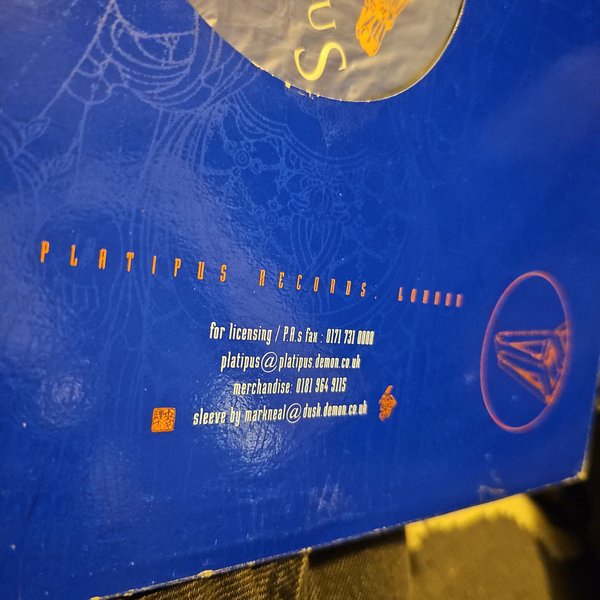 us
PLATIPUS RECORDS. LONDON
for licensing / P.A.s fax : 0171 731 0008
platipus@platipus.demon.co.uk
merchandise: 0181 964 9115
sleeve by markneal@dusk.demon.co.uk